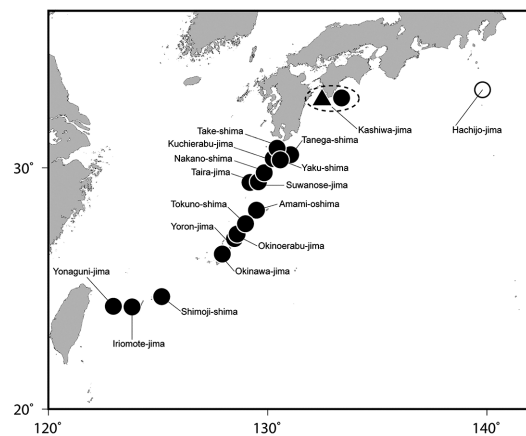 Kashiwa-jima
Hachijo-jima
Take-shima
Tanega-shima
Kuchierabu-jima
Nakano-shima
Yaku-shima
Taira-jima
Suwanose-jima
Tokuno-shima
Amami-oshima
Yoron-jima
Okinoerabu-jima
Okinawa-jima
Yonaguni-jima
Shimoji-shima
Iriomote-jima
30°
20°
120°
130°
140°